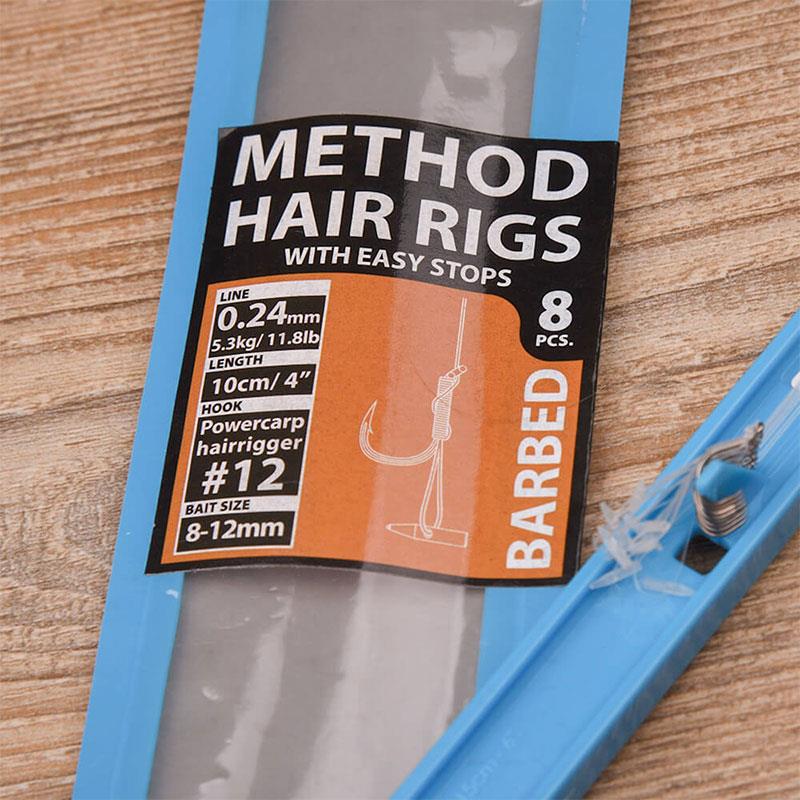 METHOD
HAIR RIGS
WITH EASY STOPS
8
PCS.
LINE
0.24mm
5.3kg/11.8lb
LENGTH
10cm/4”
HOOK
Powercarp
hairrigger
#12
BAIT SIZE
8-12mm
BARBED